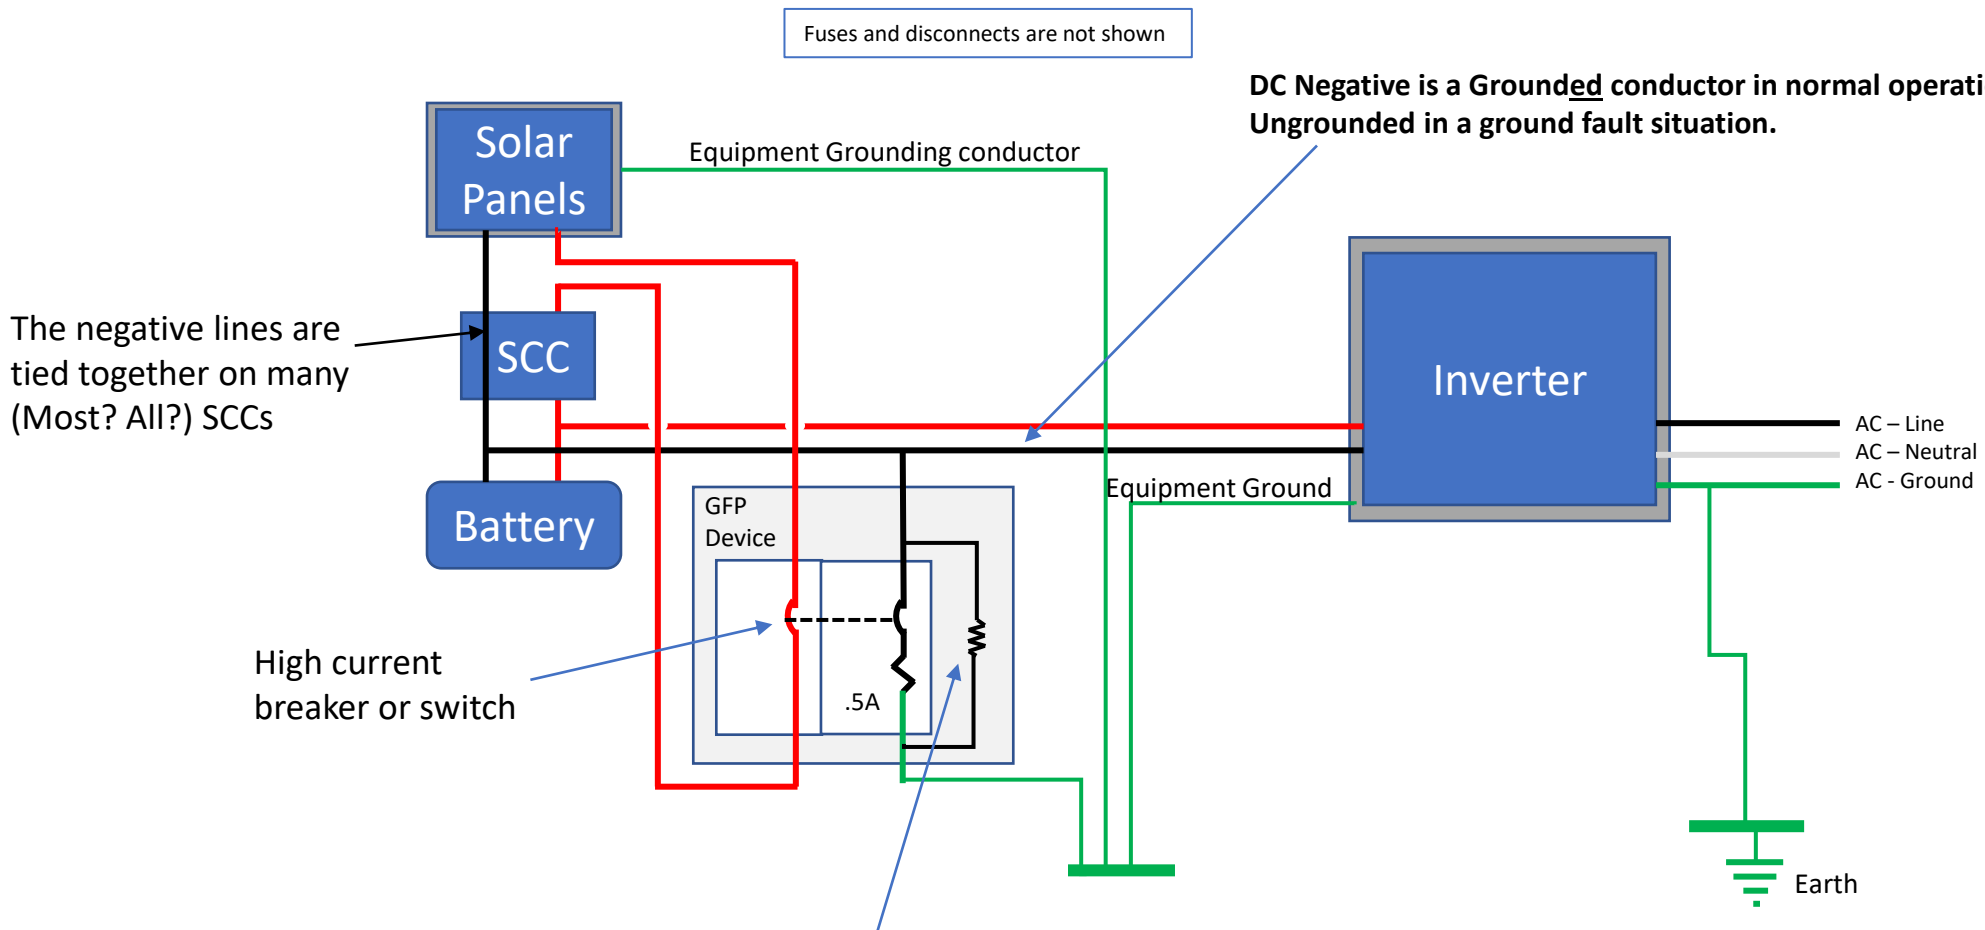 Fuses and disconnects are not shown
DC Negative is a Grounded conductor in normal operati
Ungrounded in a ground fault situation.
Solar
Panels
Equipment Grounding conductor
The negative lines are
tied together on many
(Most? All?) SCCs
SCC
Inverter
AC – Line
AC – Neutral
AC - Ground
Battery
GFP
Device
Equipment Ground
High current
breaker or switch
.5A
Earth